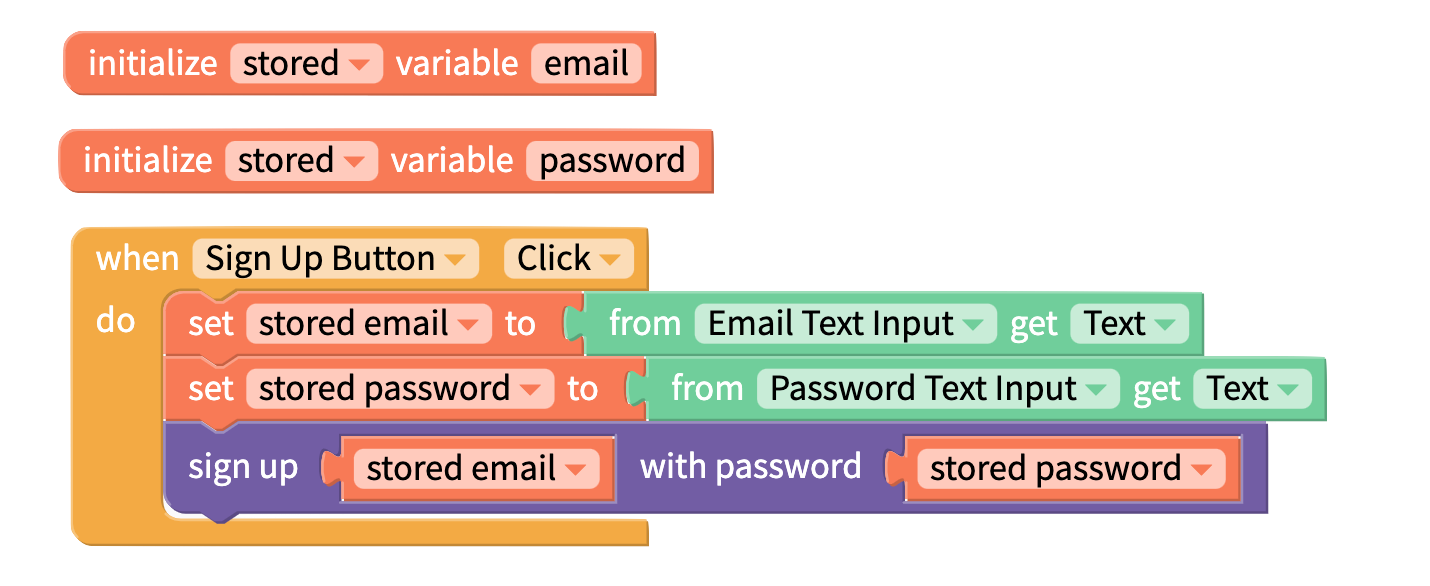 initialize stored variable email
initialize stored variable password
when Sign Up Button Click
do set stored email to from Email Text Input get Text
set stored password to from Password Text Input get Text
sign up stored email with password stored password